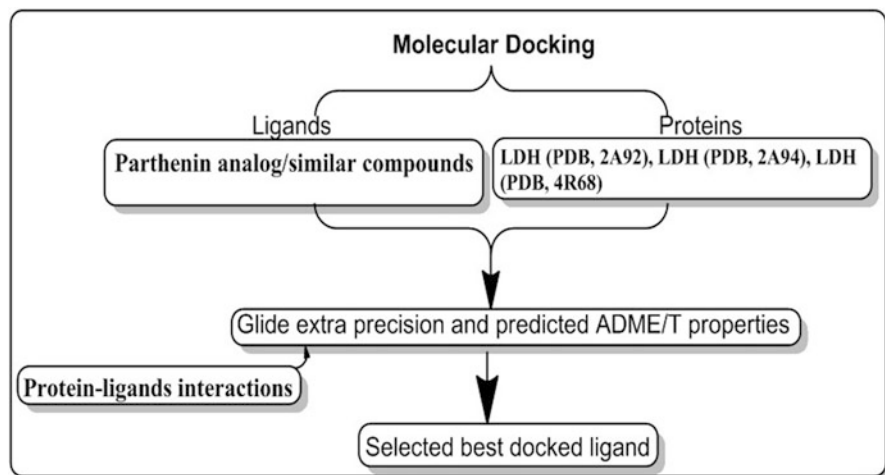 Molecular Docking
Ligands
Proteins
Parthenin analog/similar compounds
LDH (PDB, 2A92), LDH (PDB, 2A94), LDH
(PDB, 4R68)
Glide extra precision and predicted ADME/T properties
Protein-ligands interactions
Selected best docked ligand